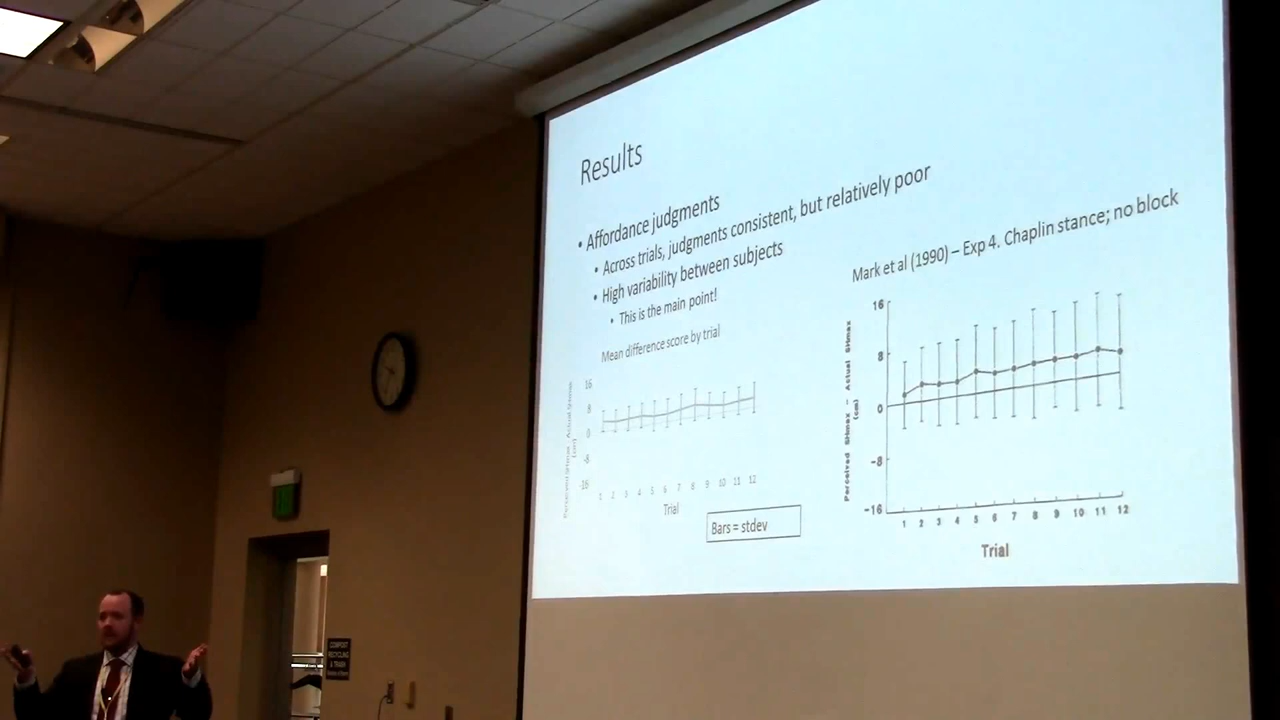 Results
• Affordance judgments
• Across trials, judgments consistent, but relatively poor
• High variability between subjects
• This is the main point!
Mean difference score by trial
16
8
0
-8
-16
1 2 3 4 5 6 7 8 9 10 11 12
Trial
Bars = stdev
Mark et al (1990) – Exp 4. Chaplin stance; no block
Perceived SHmax - Actual SHmax
(cm)
16
8
0
-8
-16
1 2 3 4 5 6 7 8 9 10 11 12
Trial
COMPOST
RECYCLING
& TRASH